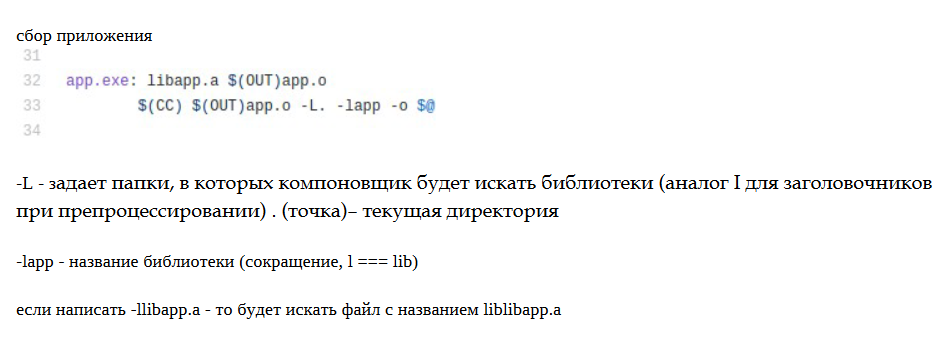 сбор приложения
31
32 app.exe: libapp.a $(OUT)app.o
33 $(CC) $(OUT)app.o -L. -lapp -o $@
34
-L - задает папки, в которых компоновщик будет искать библиотеки (аналог I для заголовочников
при препроцессировании) . (точка)– текущая директория
-lapp - название библиотеки (сокращение, l === lib)
если написать -llibapp.a - то будет искать файл с названием liblibapp.a